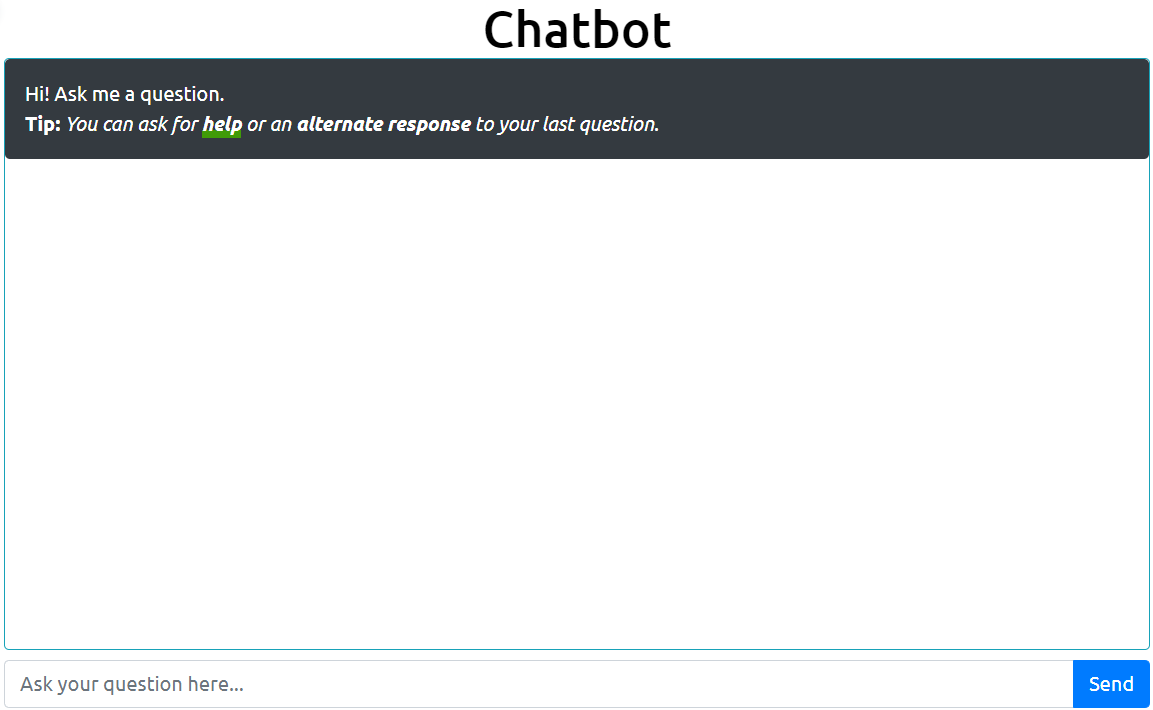 Chatbot
Hi! Ask me a question.
Tip: You can ask for help or an alternate response to your last question.
Ask your question here...
Send